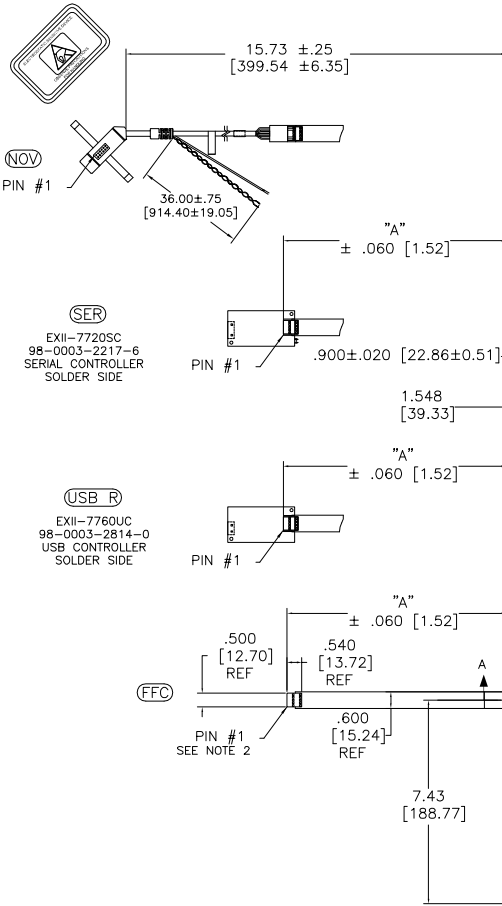 15.73 ±.25
[399.54 ±6.35]
NOV
PIN #1
36.00±.75
[914.40±19.05]
"A"
± .060 [1.52]
SER
EXII-7720SC
98-0003-2217-6
SERIAL CONTROLLER
SOLDER SIDE
PIN #1
.900±.020 [22.86±0.51]
1.548
[39.33]
"A"
± .060 [1.52]
USB R
EXII-7760UC
98-0003-2814-0
USB CONTROLLER
SOLDER SIDE
PIN #1
"A"
± .060 [1.52]
.500
[12.70]
REF
.540
[13.72]
REF
A
FFC
PIN #1
SEE NOTE 2
.600
[15.24]
REF
7.43
[188.77]